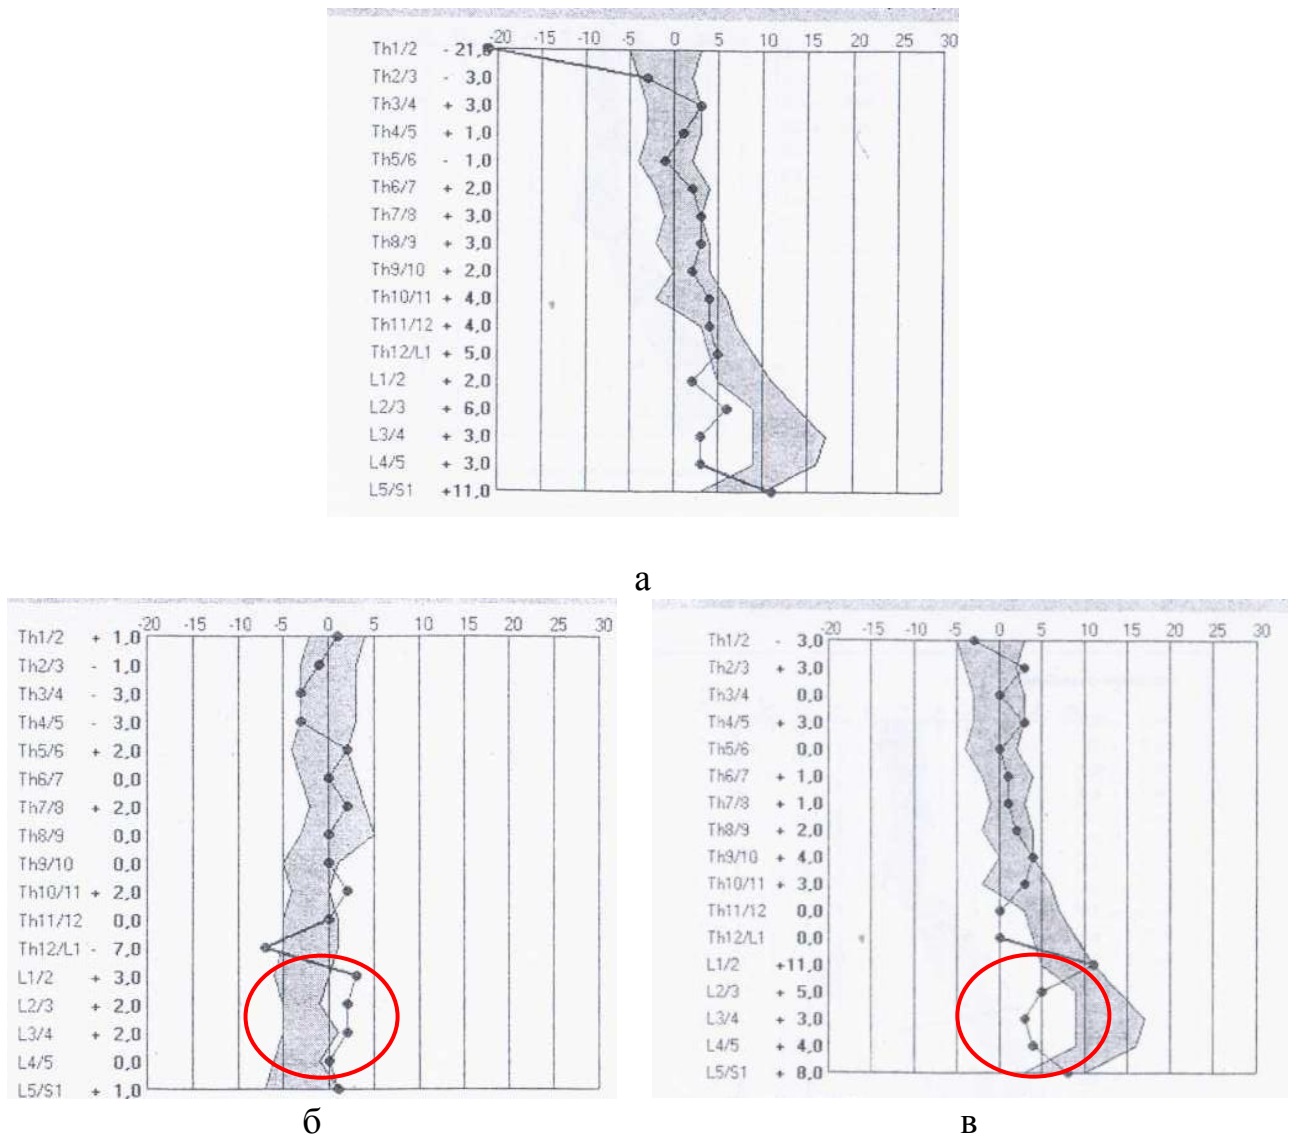 -20 -15 -10 -5 0 5 10 15 20 25 30
Th1/2 - 21,0
Th2/3 - 3,0
Th3/4 + 3,0
Th4/5 + 1,0
Th5/6 - 1,0
Th6/7 + 2,0
Th7/8 + 3,0
Th8/9 + 3,0
Th9/10 + 2,0
Th10/11 + 4,0
Th11/12 + 4,0
Th12/L1 + 5,0
L1/2 + 2,0
L2/3 + 6,0
L3/4 + 3,0
L4/5 + 3,0
L5/S1 +11,0
а
-20 -15 -10 -5 0 5 10 15 20 25 30
Th1/2 + 1,0
Th2/3 - 1,0
Th3/4 - 3,0
Th4/5 - 3,0
Th5/6 + 2,0
Th6/7 0,0
Th7/8 + 2,0
Th8/9 0,0
Th9/10 0,0
Th10/11 + 2,0
Th11/12 0,0
Th12/L1 - 7,0
L1/2 + 3,0
L2/3 + 2,0
L3/4 + 2,0
L4/5 0,0
L5/S1 + 1,0
б
-20 -15 -10 -5 0 5 10 15 20 25 30
Th1/2 - 3,0
Th2/3 + 3,0
Th3/4 0,0
Th4/5 + 3,0
Th5/6 0,0
Th6/7 + 1,0
Th7/8 + 1,0
Th8/9 + 2,0
Th9/10 + 4,0
Th10/11 + 3,0
Th11/12 0,0
Th12/L1 0,0
L1/2 +11,0
L2/3 + 5,0
L3/4 + 3,0
L4/5 + 4,0
L5/S1 + 8,0
в